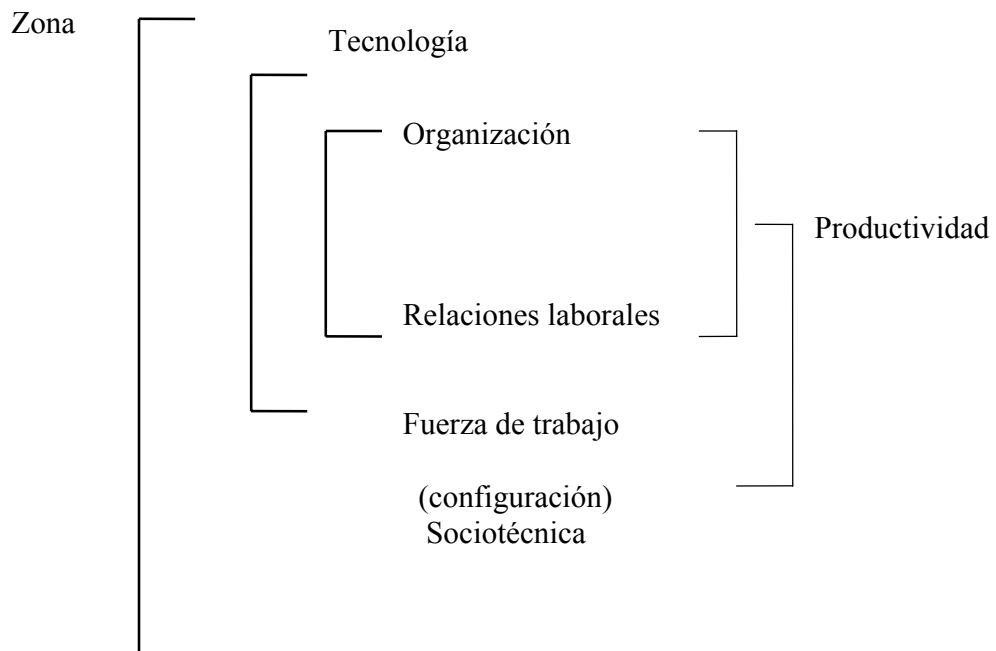 Zona
Tecnología
Organización
Productividad
Relaciones laborales
Fuerza de trabajo
(configuración)
Sociotécnica